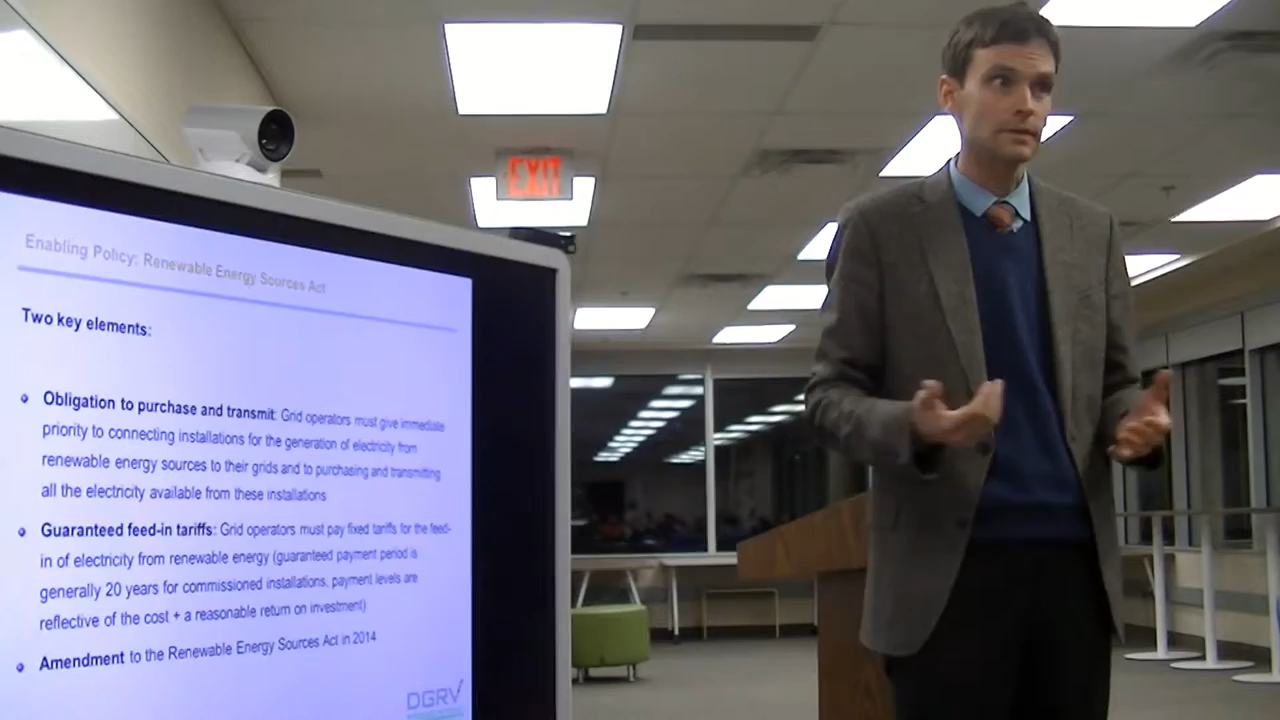 EXIT
Enabling Policy: Renewable Energy Sources Act
Two key elements:
Obligation to purchase and transmit: Grid operators must give immediate
priority to connecting installations for the generation of electricity from
renewable energy sources to their grids and to purchasing and transmitting
all the electricity available from these installations
Guaranteed feed-in tariffs: Grid operators must pay fixed tariffs for the feed-
in of electricity from renewable energy (guaranteed payment period is
generally 20 years for commissioned installations, payment levels are
reflective of the cost + a reasonable return on investment)
Amendment to the Renewable Energy Sources Act in 2014
DGRV